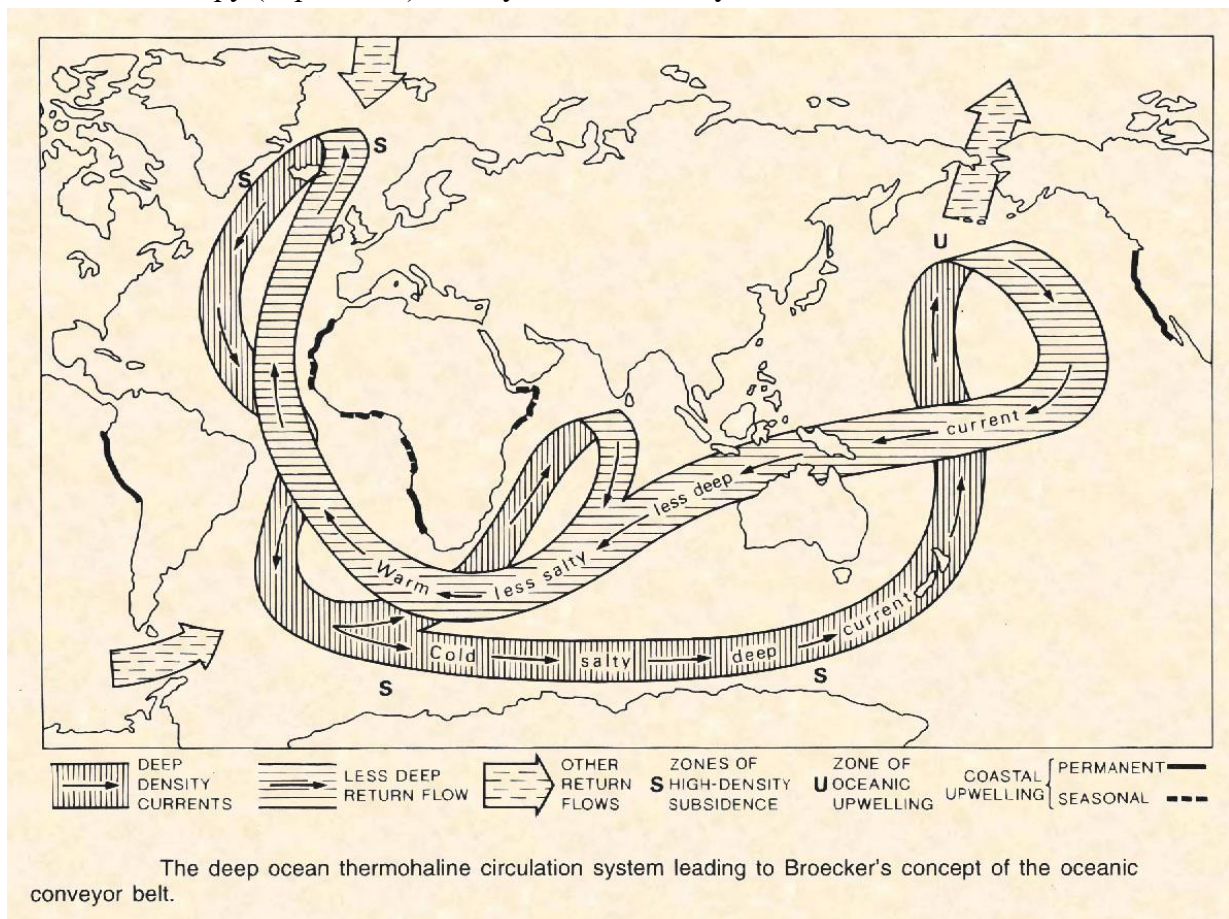 S
S
U
current
less deep
less salty
Warm
Cold salty deep current
S
S
DEEP
DENSITY
CURRENTS
LESS DEEP
RETURN FLOW
OTHER
RETURN
FLOWS
ZONES OF
S HIGH-DENSITY
SUBSIDENCE
ZONE OF
U OCEANIC
UPWELLING
COASTAL
UPWELLING
PERMANENT
SEASONAL
The deep ocean thermohaline circulation system leading to Broecker's concept of the oceanic
conveyor belt.